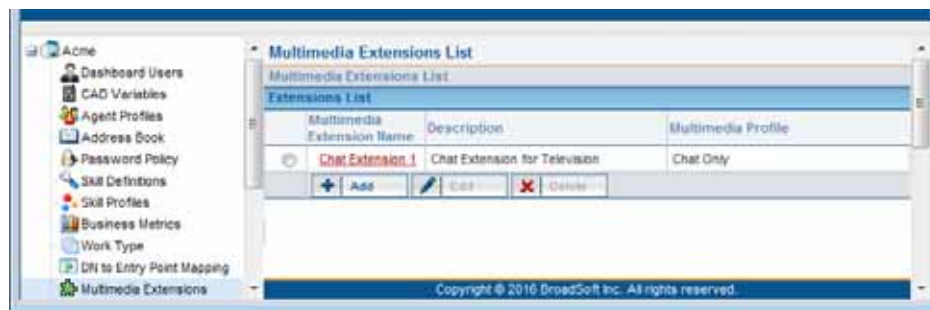 Acme
Dashboard Users
CAD Variables
Agent Profiles
Address Book
Password Policy
Skill Definitions
Skill Profiles
Business Metrics
Work Type
DN to Entry Point Mapping
Multimedia Extensions
Multimedia Extensions List
Multimedia Extensions List
Extensions List
Multimedia Extension Name Description Multimedia Profile
Chat Extension 1 Chat Extension for Television Chat Only
Add Edit Delete
Copyright © 2016 BroadSoft Inc. All rights reserved.